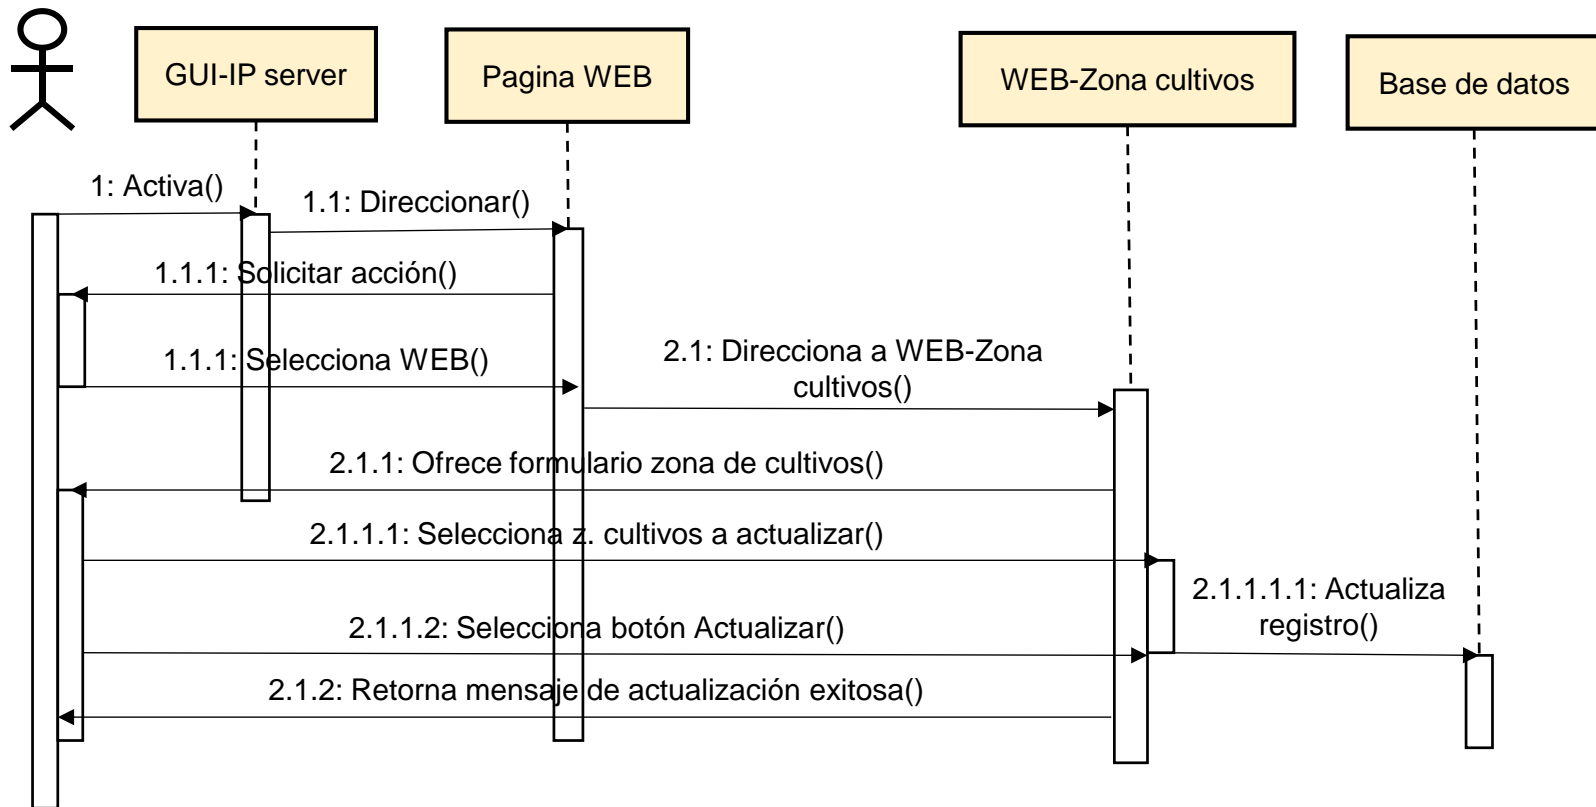 GUI-IP server
Pagina WEB
WEB-Zona cultivos
Base de datos
1: Activa()
1.1: Direccionar()
1.1.1: Solicitar acción()
1.1.1: Selecciona WEB()
2.1: Direcciona a WEB-Zona
cultivos()
2.1.1: Ofrece formulario zona de cultivos()
2.1.1.1: Selecciona z. cultivos a actualizar()
2.1.1.1.1: Actualiza
registro()
2.1.1.2: Selecciona botón Actualizar()
2.1.2: Retorna mensaje de actualización exitosa()